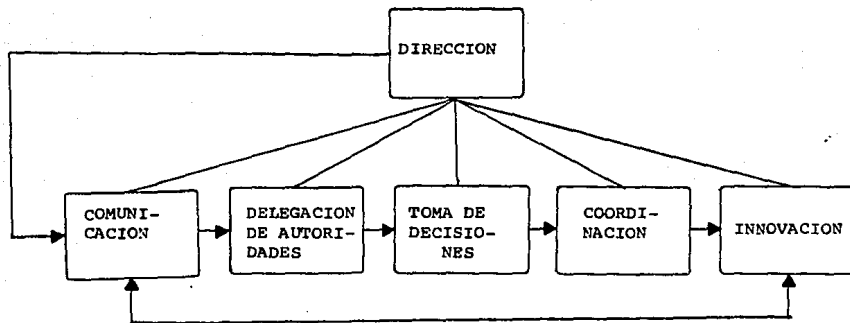 DIRECCION
COMUNI-
CACION
DELEGACION
DE AUTORI-
DADES
TOMA DE
DECISIO-
NES
COORDI-
NACION
INNOVACION